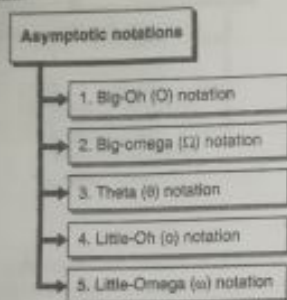 Asymptotic notations
1. Big-Oh (O) notation
2. Big-omega (Ω) notation
3. Theta (θ) notation
4. Little-Oh (o) notation
5. Little-Omega (ω) notation